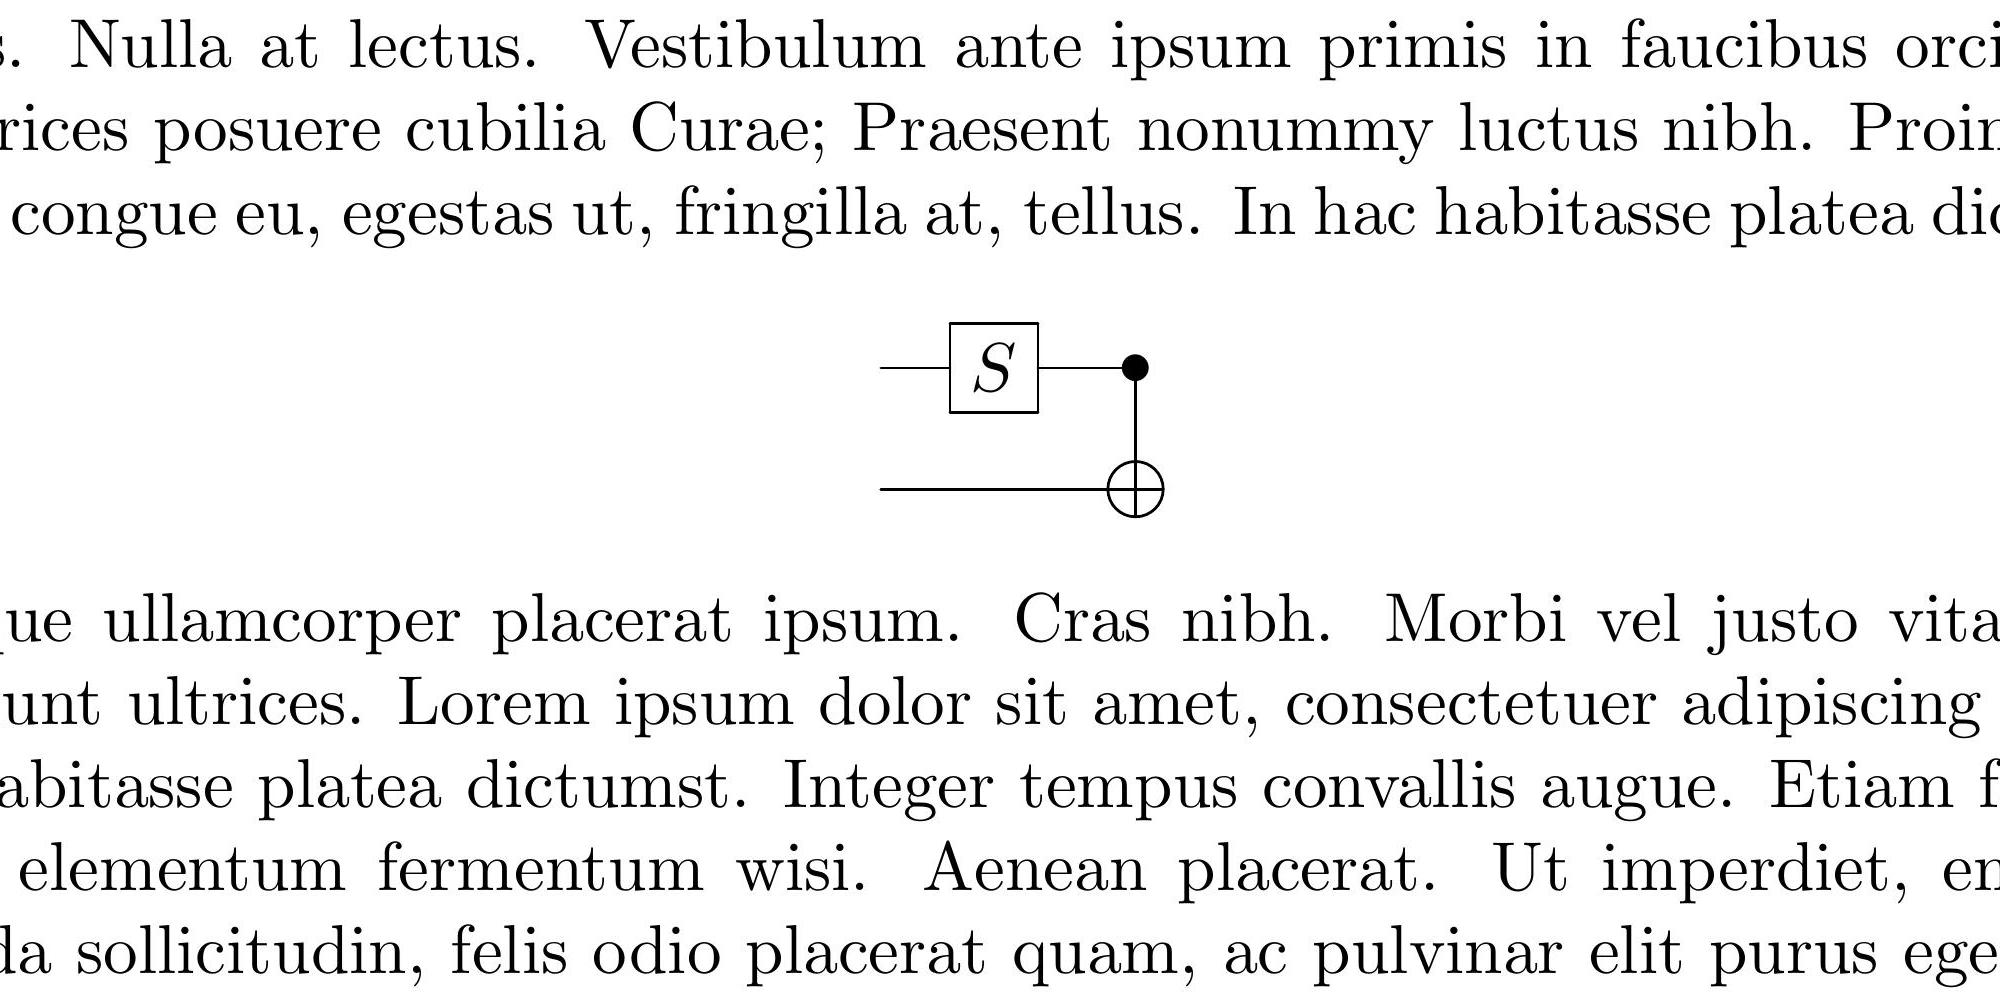 s. Nulla at lectus. Vestibulum ante ipsum primis in faucibus orci
rices posuere cubilia Curae; Praesent nonummy luctus nibh. Proin
congue eu, egestas ut, fringilla at, tellus. In hac habitasse platea dic
S
ue ullamcorper placerat ipsum. Cras nibh. Morbi vel justo vita
unt ultrices. Lorem ipsum dolor sit amet, consectetuer adipiscing
abitasse platea dictumst. Integer tempus convallis augue. Etiam f
elementum fermentum wisi. Aenean placerat. Ut imperdiet, en
da sollicitudin, felis odio placerat quam, ac pulvinar elit purus ege